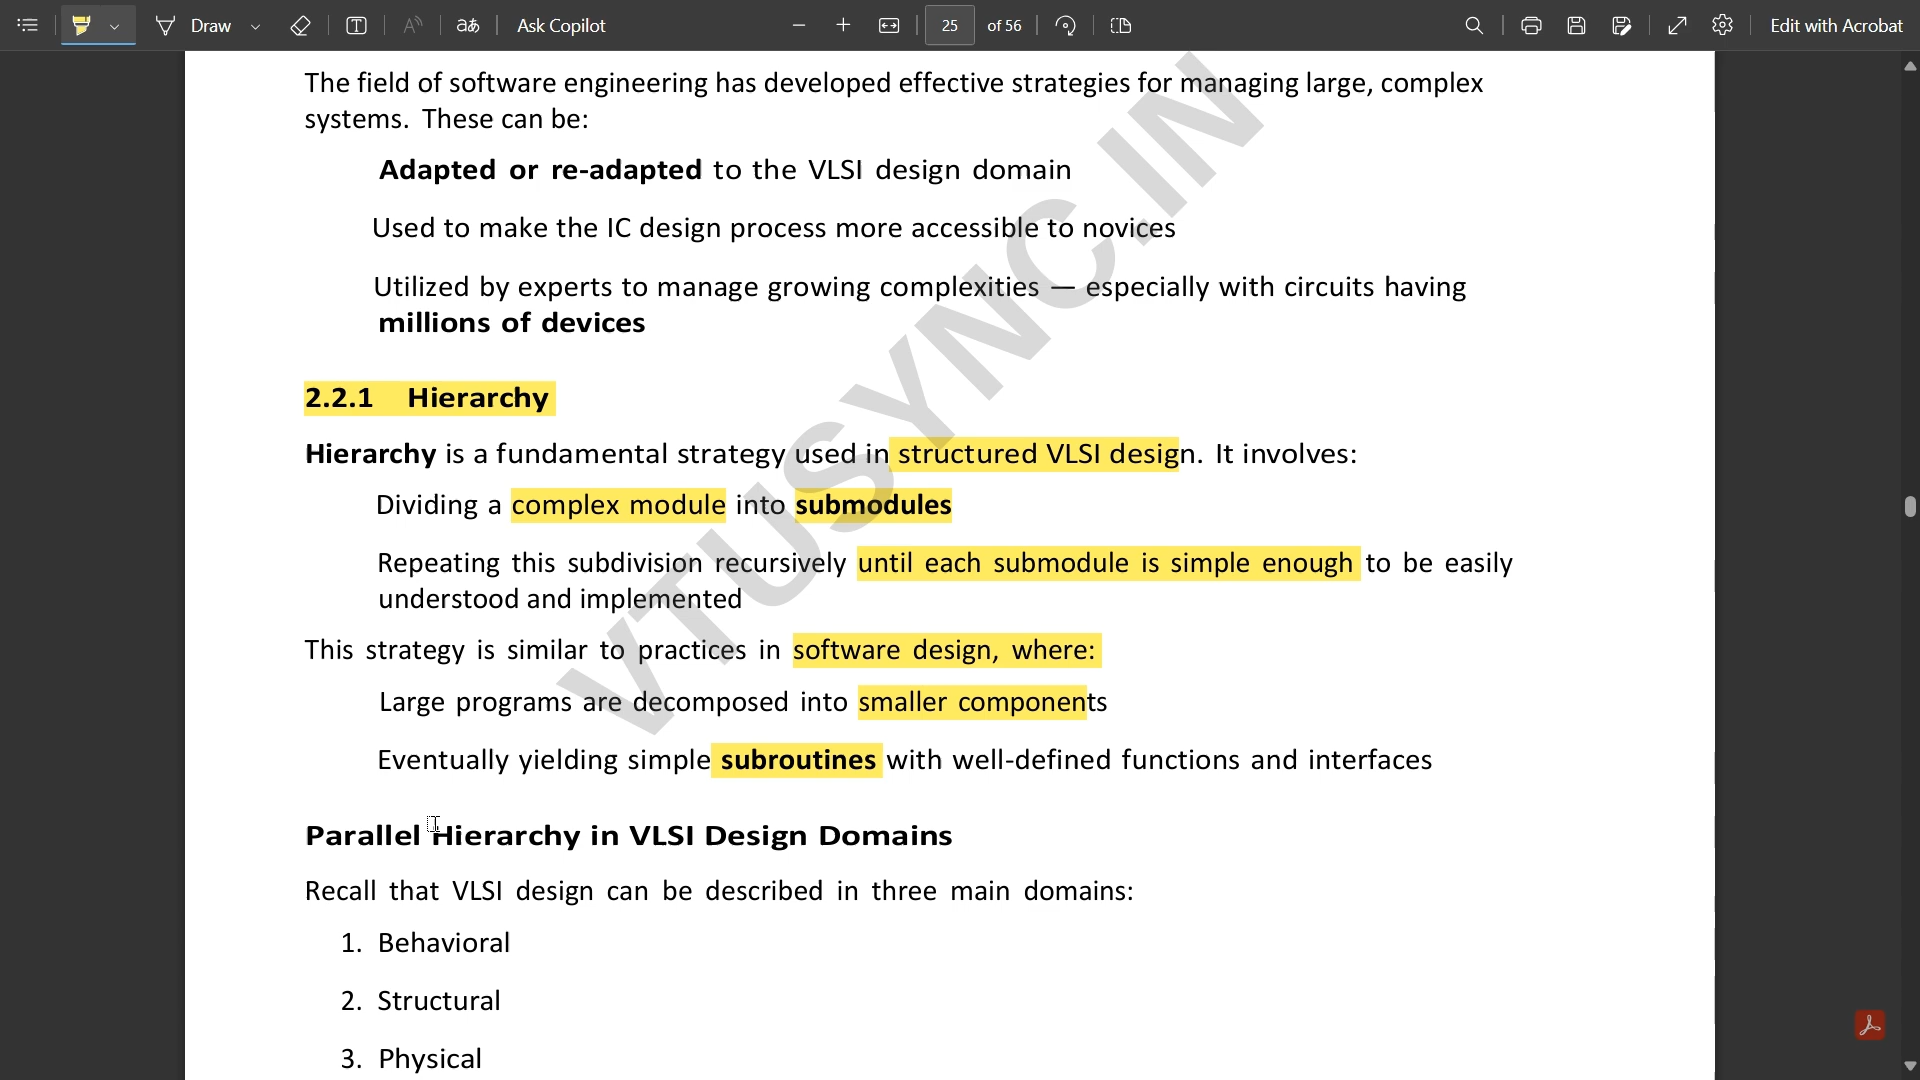 Draw
aあ
Ask Copilot
25 of 56
Edit with Acrobat
The field of software engineering has developed effective strategies for managing large, complex
systems. These can be:
Adapted or re-adapted to the VLSI design domain
Used to make the IC design process more accessible to novices
Utilized by experts to manage growing complexities — especially with circuits having
millions of devices
2.2.1 Hierarchy
Hierarchy is a fundamental strategy used in structured VLSI design. It involves:
Dividing a complex module into submodules
Repeating this subdivision recursively until each submodule is simple enough to be easily
understood and implemented
This strategy is similar to practices in software design, where:
Large programs are decomposed into smaller components
Eventually yielding simple subroutines with well-defined functions and interfaces
Parallel Hierarchy in VLSI Design Domains
Recall that VLSI design can be described in three main domains:
1. Behavioral
2. Structural
3. Physical
VTUSYNC.IN